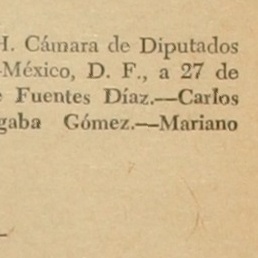 H. Cámara de Diputados
—México, D. F., a 27 de
Fuentes Díaz.—Carlos
gaba Gómez.—Mariano